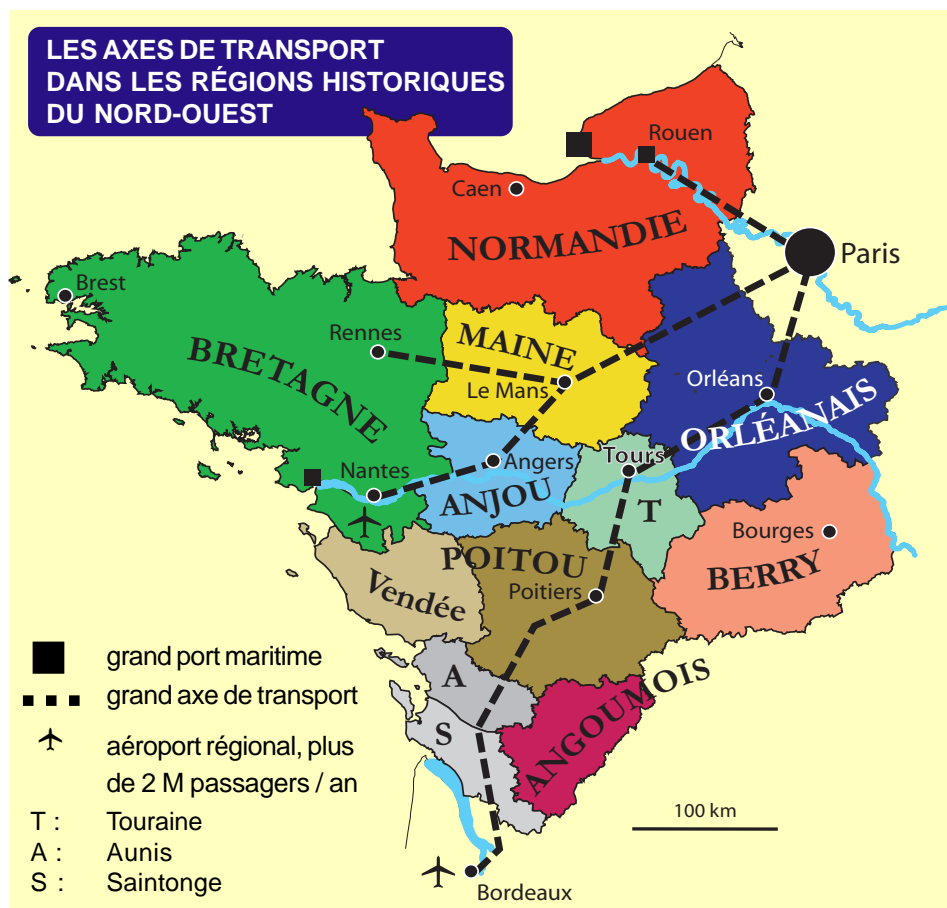 LES AXES DE TRANSPORT
DANS LES RÉGIONS HISTORIQUES
DU NORD-OUEST
Rouen
Caen
NORMANDIE
Paris
Brest
Rennes
MAINE
BRETAGNE
Le Mans
Orléans
ORLÉANAIS
Nantes
Angers
Tours
ANJOU
T
Bourges
POITOU
BERRY
Vendée
Poitiers
A
ANGOUMOIS
S
grand port maritime
grand axe de transport
aéroport régional, plus
de 2 M passagers / an
T : Touraine
A : Aunis
S : Saintonge
100 km
Bordeaux